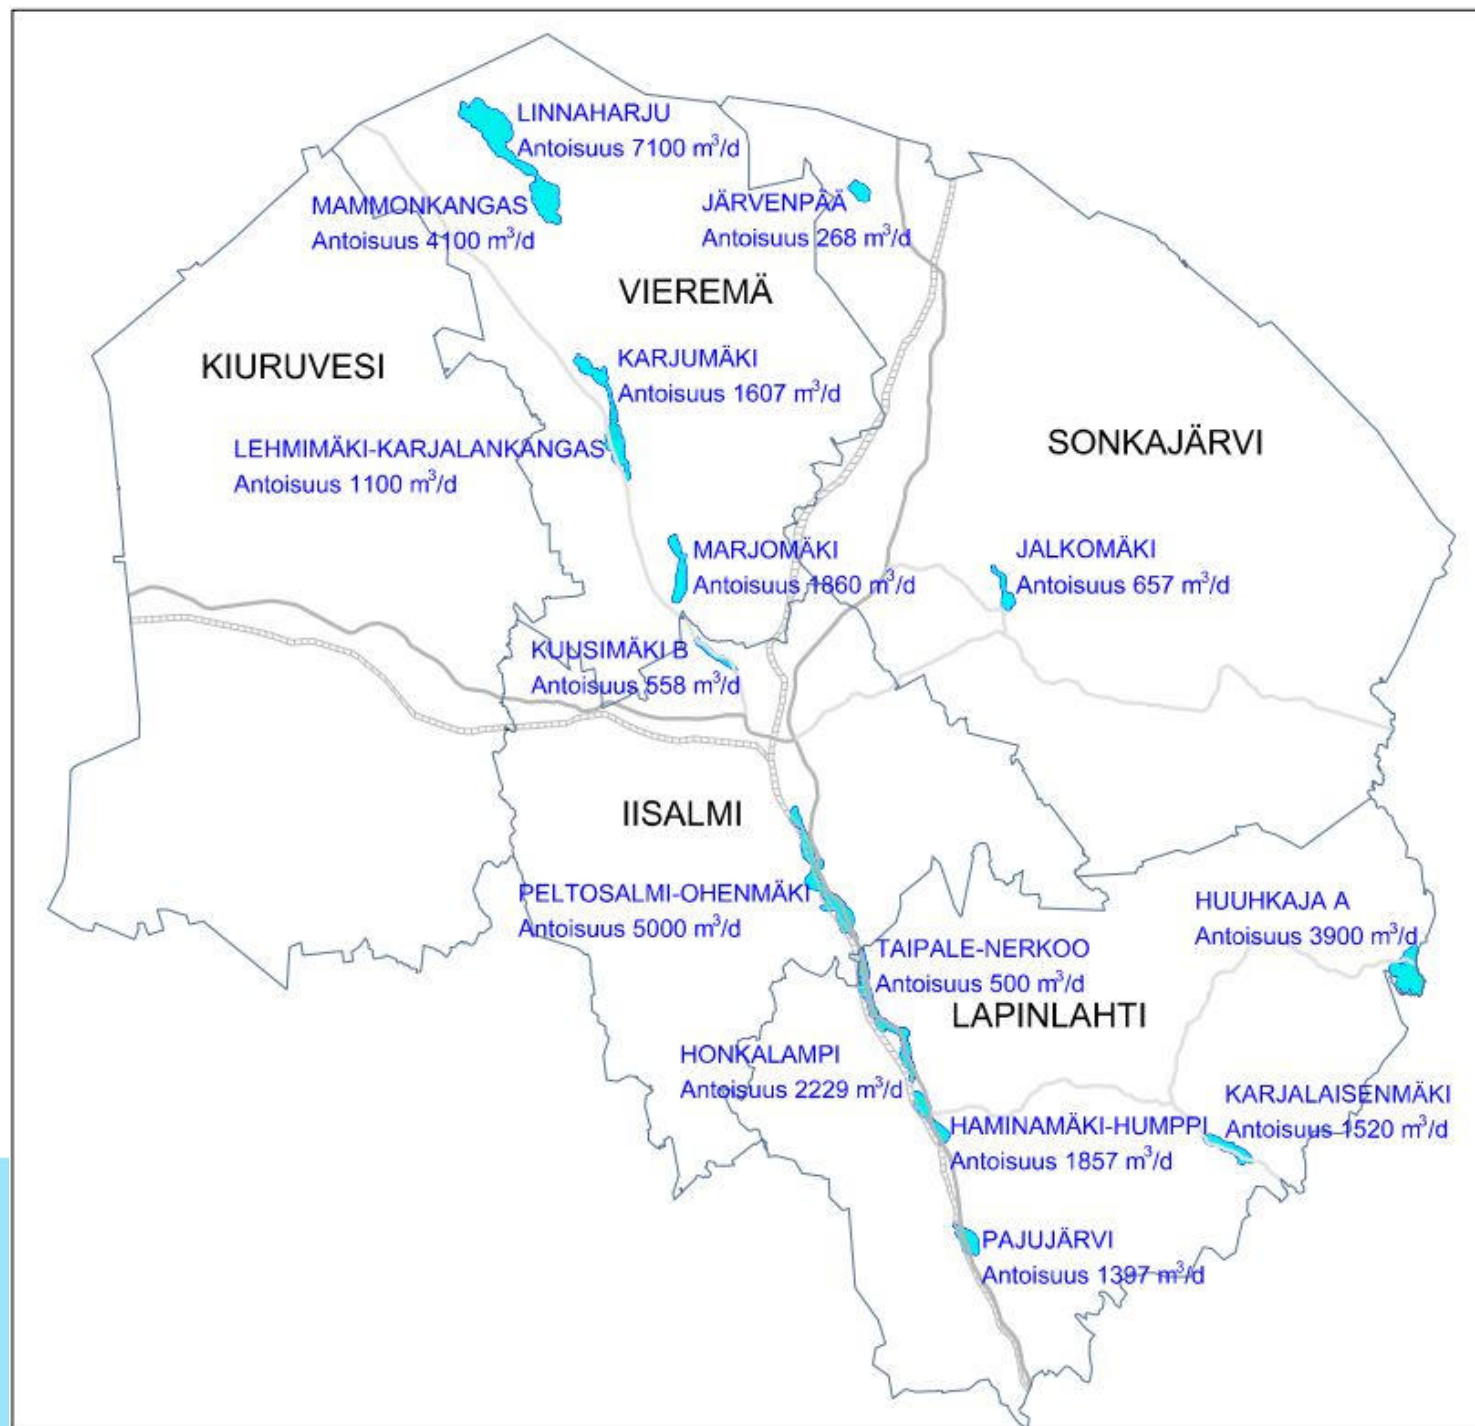 LINNAHARJU
Antoisuus 7100 m³/d
MAMMONKANGAS
Antoisuus 4100 m³/d
JÄRVENPÄÄ
Antoisuus 268 m³/d
VIEREMÄ
KIURUVESI
KARJUMÄKI
Antoisuus 1607 m³/d
LEHMIMÄKI-KARJALANKANGAS
Antoisuus 1100 m³/d
SONKAJÄRVI
MARJOMÄKI
Antoisuus 1860 m³/d
JALKOMÄKI
Antoisuus 657 m³/d
KUUSIMÄKI B
Antoisuus 558 m³/d
IISALMI
PELTOSALMI-OHENMÄKI
Antoisuus 5000 m³/d
HUUHKAJA A
Antoisuus 3900 m³/d
TAIPALE-NERKOO
Antoisuus 500 m³/d
LAPINLAHTI
HONKALAMPI
Antoisuus 2229 m³/d
KARJALAISENMÄKI
Antoisuus 1520 m³/d
HAMINAMÄKI-HUMPPI
Antoisuus 1857 m³/d
PAJUJÄRVI
Antoisuus 1397 m³/d